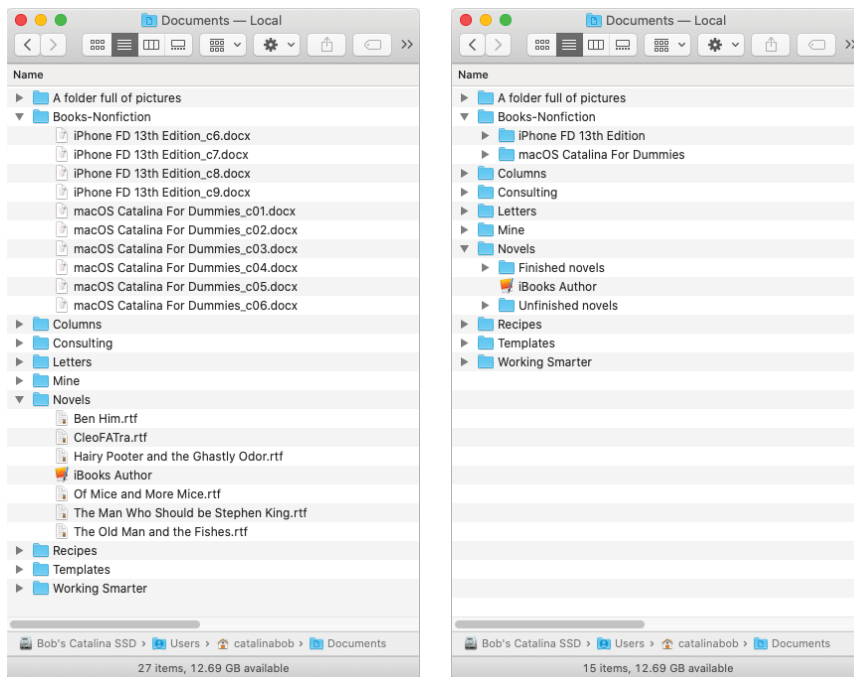 Documents — Local
Name
A folder full of pictures
Books-Nonfiction
iPhone FD 13th Edition_c6.docx
iPhone FD 13th Edition_c7.docx
iPhone FD 13th Edition_c8.docx
iPhone FD 13th Edition_c9.docx
macOS Catalina For Dummies_c01.docx
macOS Catalina For Dummies_c02.docx
macOS Catalina For Dummies_c03.docx
macOS Catalina For Dummies_c04.docx
macOS Catalina For Dummies_c05.docx
macOS Catalina For Dummies_c06.docx
Columns
Consulting
Letters
Mine
Novels
Ben Him.rtf
CleoFATra.rtf
Hairy Pooter and the Ghastly Odor.rtf
iBooks Author
Of Mice and More Mice.rtf
The Man Who Should be Stephen King.rtf
The Old Man and the Fishes.rtf
Recipes
Templates
Working Smarter
Bob's Catalina SSD › Users › catalinabob › Documents
27 items, 12.69 GB available
Documents — Local
Name
A folder full of pictures
Books-Nonfiction
iPhone FD 13th Edition
macOS Catalina For Dummies
Columns
Consulting
Letters
Mine
Novels
Finished novels
iBooks Author
Unfinished novels
Recipes
Templates
Working Smarter
Bob's Catalina SSD › Users › catalinabob › Documents
15 items, 12.69 GB available